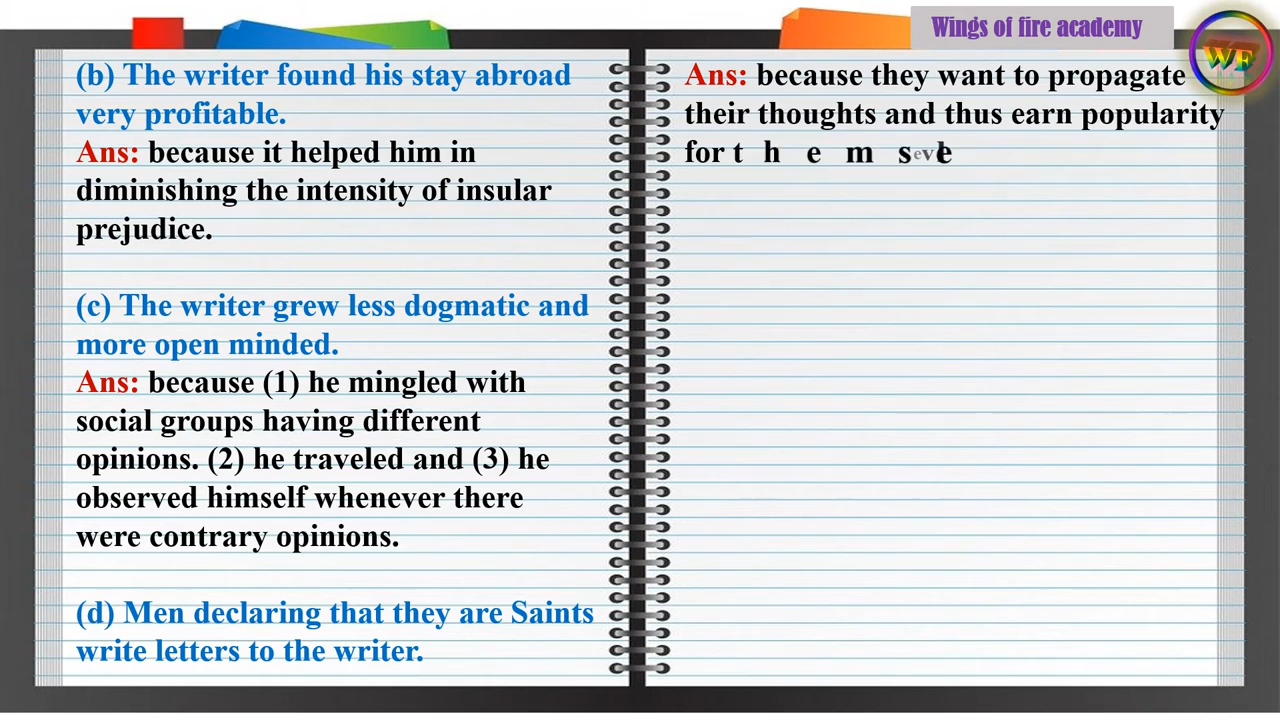 Wings of fire academy
WF
(b) The writer found his stay abroad
very profitable.
Ans: because it helped him in
diminishing the intensity of insular
prejudice.
(c) The writer grew less dogmatic and
more open minded.
Ans: because (1) he mingled with
social groups having different
opinions. (2) he traveled and (3) he
observed himself whenever there
were contrary opinions.
(d) Men declaring that they are Saints
write letters to the writer.
Ans: because they want to propagate
their thoughts and thus earn popularity
for